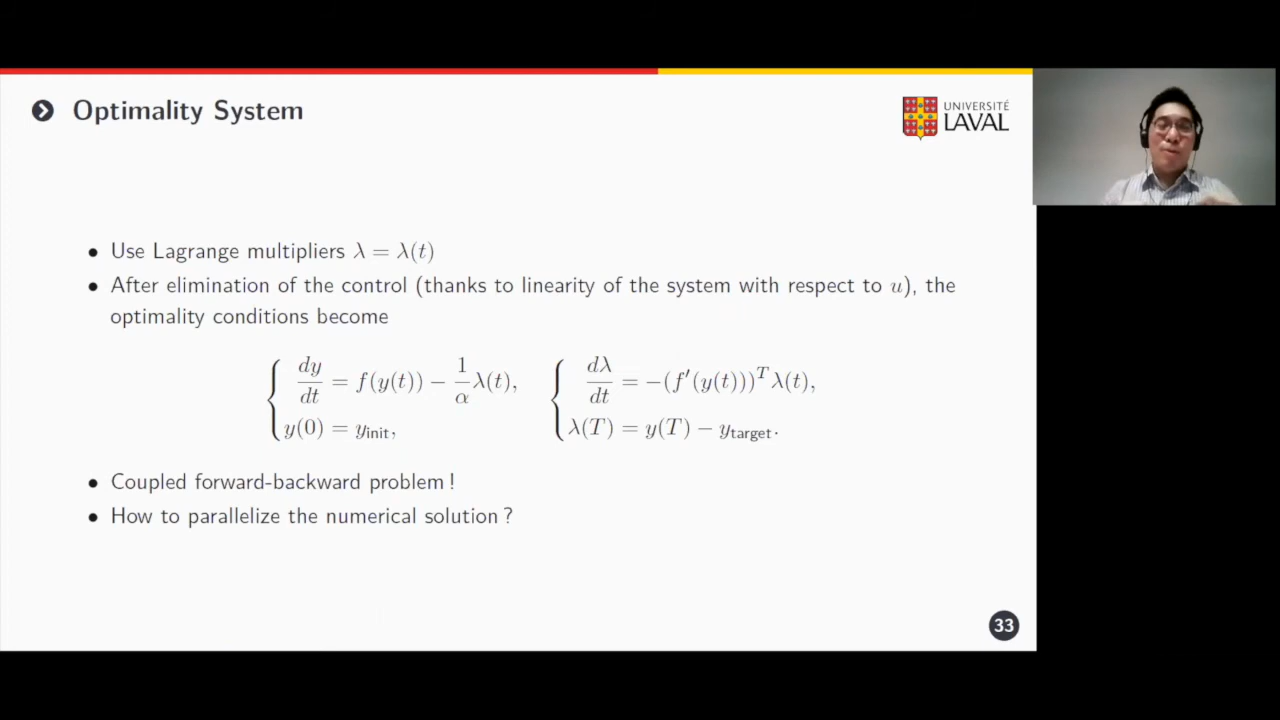 Optimality System
UNIVERSITÉ
LAVAL
• Use Lagrange multipliers λ = λ(t)
• After elimination of the control (thanks to linearity of the system with respect to u), the
optimality conditions become
dy/dt = f(y(t)) − 1/α λ(t), dλ/dt = −(f′(y(t)))ᵀ λ(t),
y(0) = y_init, λ(T) = y(T) − y_target.
• Coupled forward-backward problem !
• How to parallelize the numerical solution ?
33